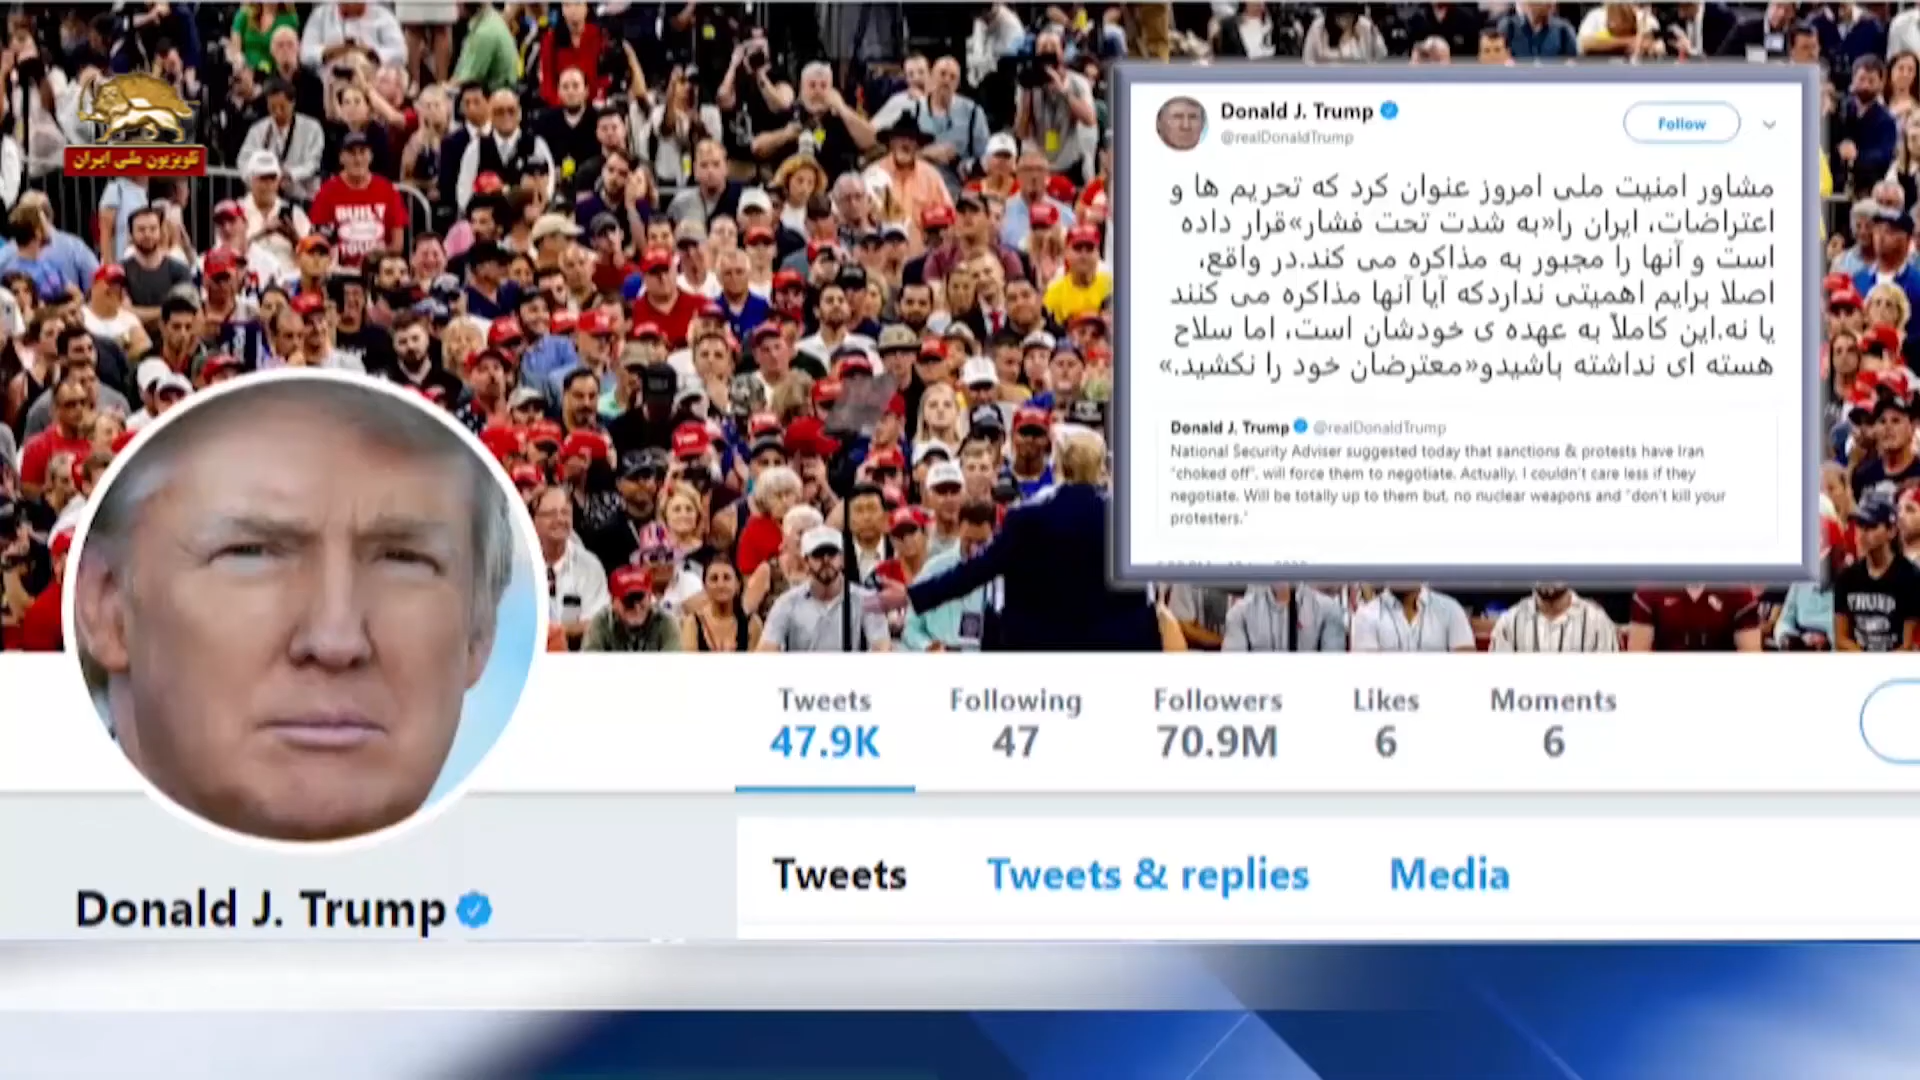 تلویزیون ملی ایران
BUILT
Donald J. Trump
@realDonaldTrump
Follow
مشاور امنیت ملی امروز عنوان کرد که تحریم ها و
اعتراضات، ایران را«به شدت تحت فشار»قرار داده
است و آنها را مجبور به مذاکره می کند.در واقع،
اصلا برایم اهمیتی نداردکه آیا آنها مذاکره می کنند
یا نه.این کاملاً به عهده ی خودشان است، اما سلاح
هسته ای نداشته باشیدو«معترضان خود را نکشید.»
Donald J. Trump @realDonaldTrump
National Security Adviser suggested today that sanctions & protests have Iran
"choked off", will force them to negotiate. Actually, I couldn't care less if they
negotiate. Will be totally up to them but, no nuclear weapons and "don't kill your
protesters."
TRUMP
Tweets Following Followers Likes Moments
47.9K 47 70.9M 6 6
Tweets Tweets & replies Media
Donald J. Trump